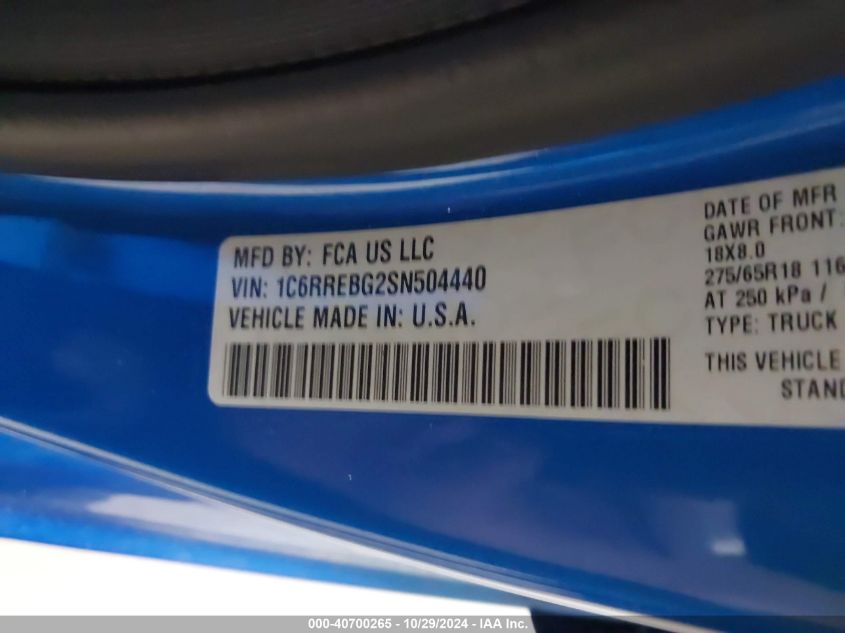 MFD BY: FCA US LLC
VIN: 1C6RREBG2SN504440
VEHICLE MADE IN: U.S.A.
DATE OF MFR
GAWR FRONT:
18X8.0
275/65R18 116
AT 250 kPa /
TYPE: TRUCK
THIS VEHICLE
STAND
000-40700265 - 10/29/2024 - IAA Inc.